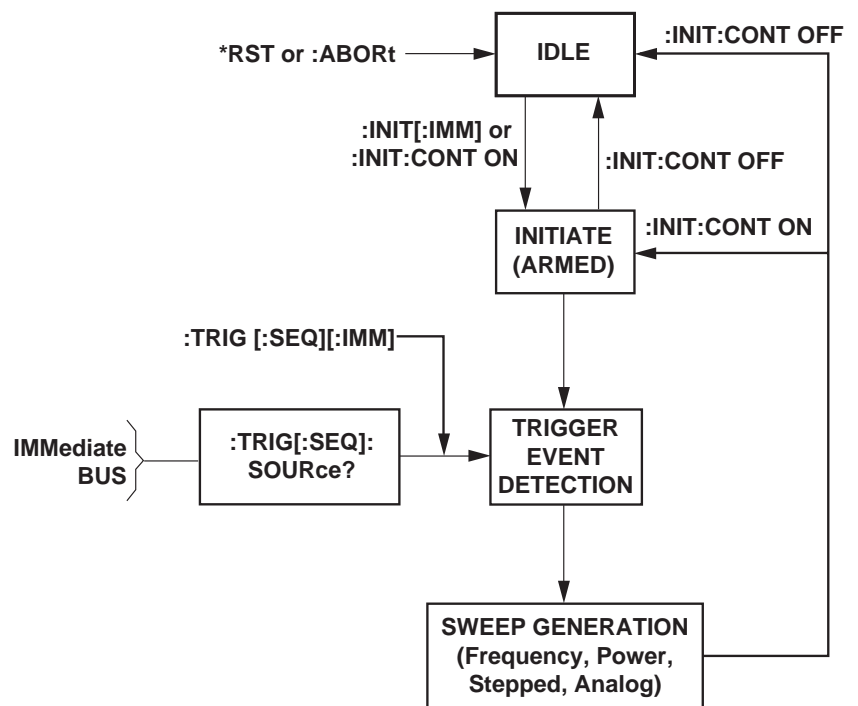 :INIT:CONT OFF
*RST or :ABORt
IDLE
:INIT[:IMM] or
:INIT:CONT ON
:INIT:CONT OFF
:INIT:CONT ON
INITIATE
(ARMED)
:TRIG [:SEQ][:IMM]
IMMediate
BUS
:TRIG[:SEQ]:
SOURce?
TRIGGER
EVENT
DETECTION
SWEEP GENERATION
(Frequency, Power,
Stepped, Analog)